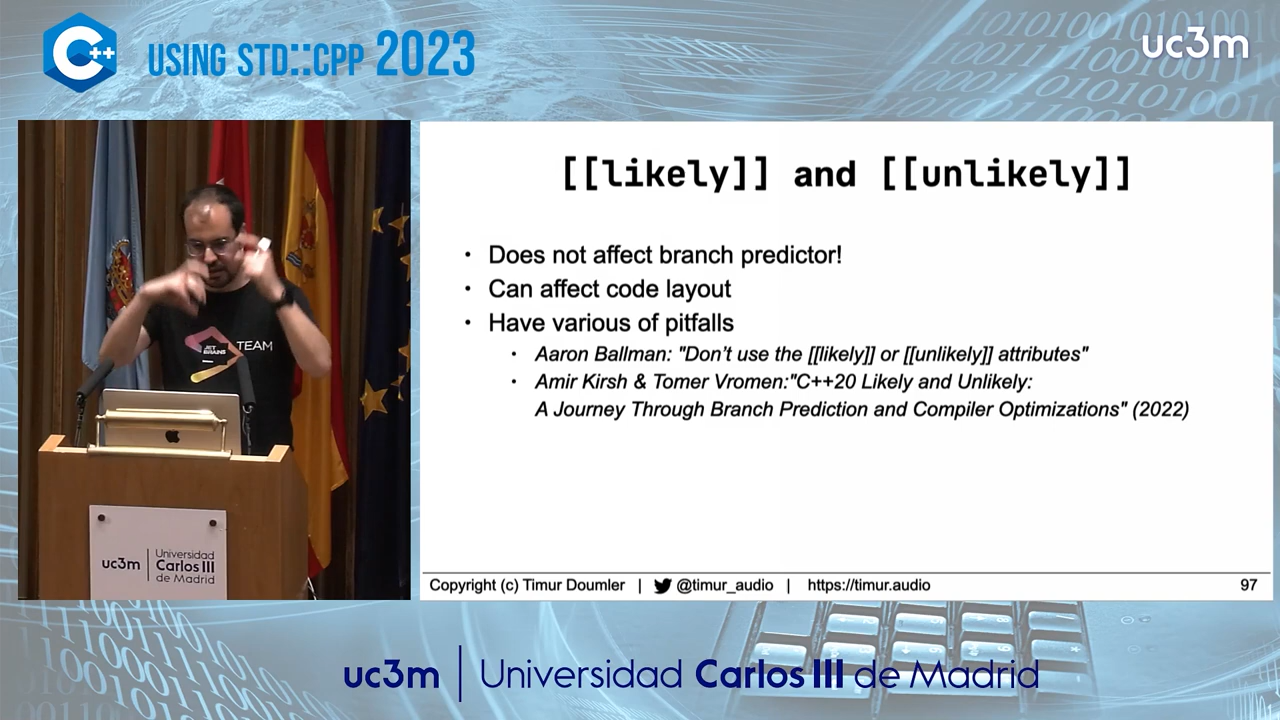 C++
USING STD::CPP 2023
uc3m
[[likely]] and [[unlikely]]
• Does not affect branch predictor!
• Can affect code layout
• Have various of pitfalls
• Aaron Ballman: "Don't use the [[likely]] or [[unlikely]] attributes"
• Amir Kirsh & Tomer Vromen:"C++20 Likely and Unlikely:
A Journey Through Branch Prediction and Compiler Optimizations" (2022)
Copyright (c) Timur Doumler | @timur_audio | https://timur.audio 97
JET
BRAINS
TEAM
uc3m
Universidad
Carlos III
de Madrid
uc3m | Universidad Carlos III de Madrid